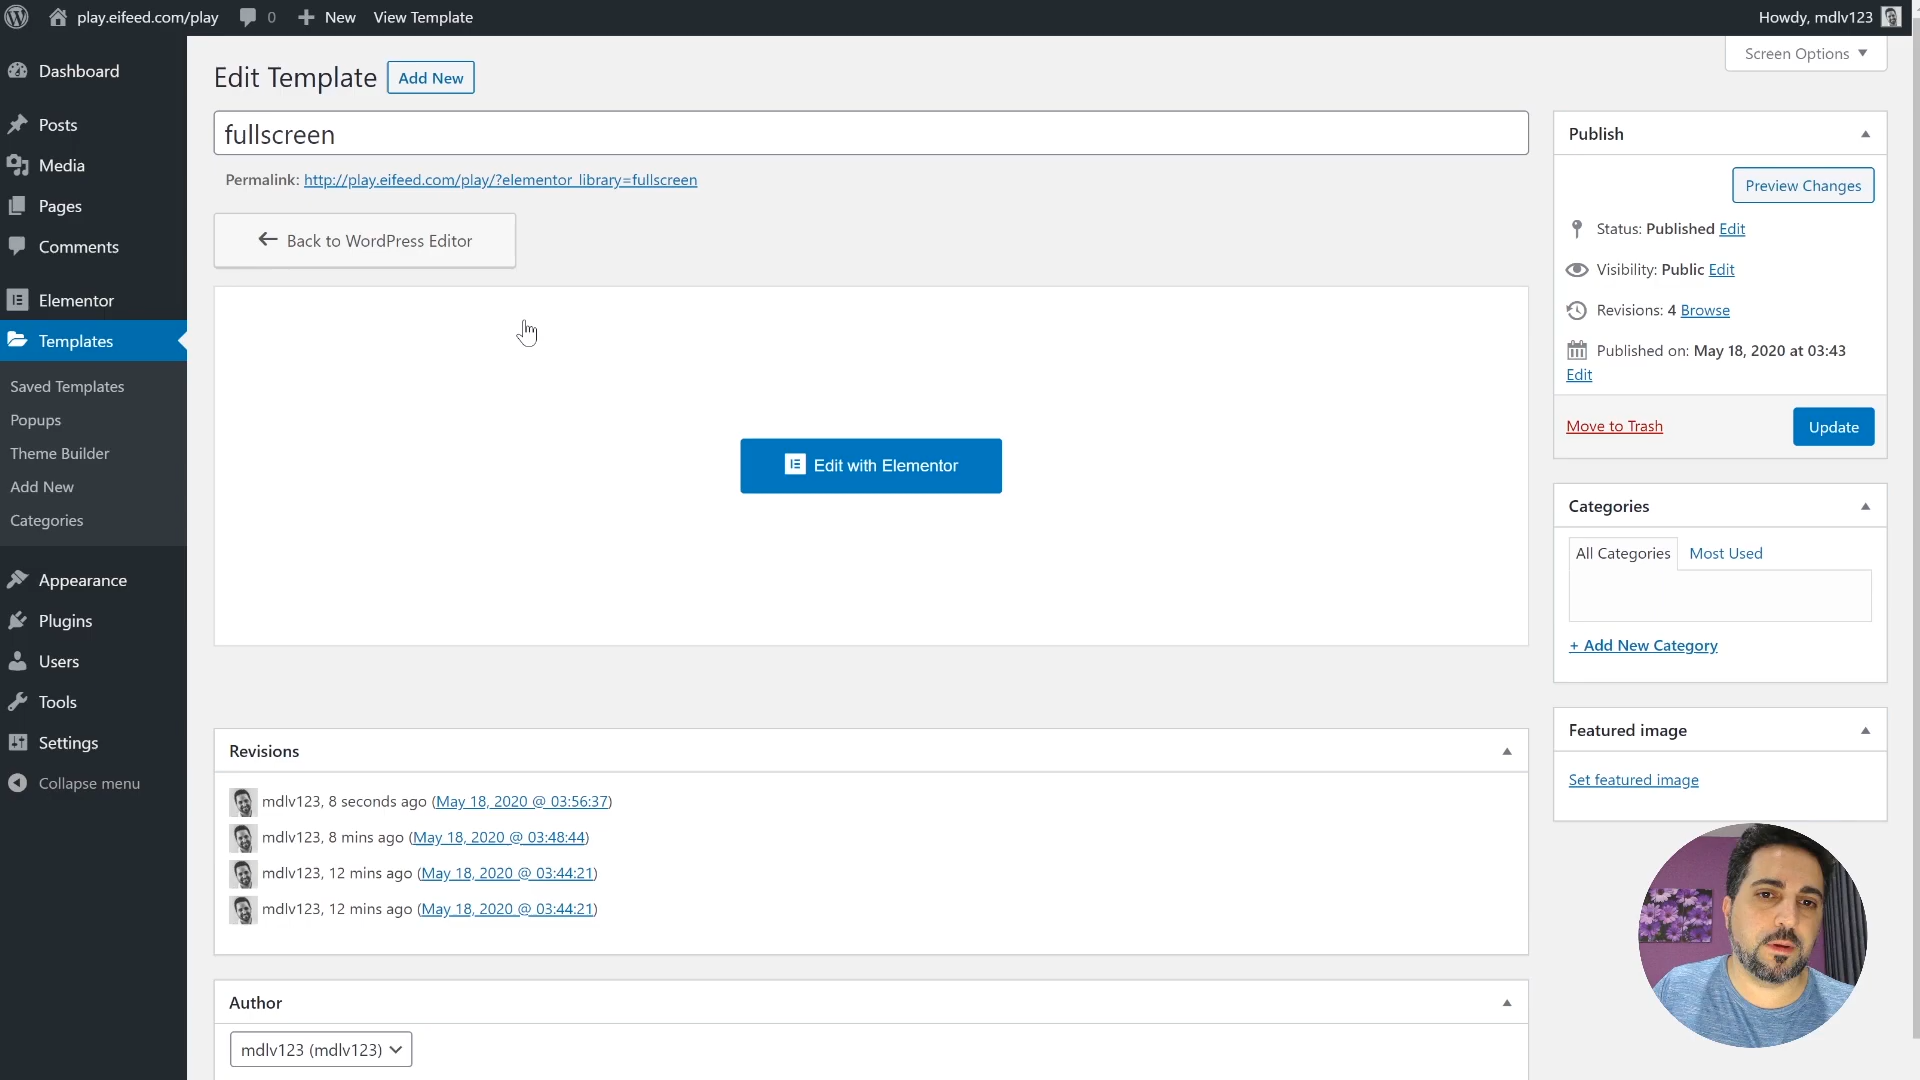 play.eifeed.com/play
0
New
View Template
Howdy, mdlv123
Screen Options
Dashboard
Posts
Media
Pages
Comments
Elementor
Templates
Saved Templates
Popups
Theme Builder
Add New
Categories
Appearance
Plugins
Users
Tools
Settings
Collapse menu
Edit Template
Add New
fullscreen
Permalink: http://play.eifeed.com/play/?elementor_library=fullscreen
Back to WordPress Editor
Edit with Elementor
Revisions
mdlv123, 8 seconds ago (May 18, 2020 @ 03:56:37)
mdlv123, 8 mins ago (May 18, 2020 @ 03:48:44)
mdlv123, 12 mins ago (May 18, 2020 @ 03:44:21)
mdlv123, 12 mins ago (May 18, 2020 @ 03:44:21)
Author
mdlv123 (mdlv123)
Publish
Preview Changes
Status: Published Edit
Visibility: Public Edit
Revisions: 4 Browse
Published on: May 18, 2020 at 03:43
Edit
Move to Trash
Update
Categories
All Categories
Most Used
+ Add New Category
Featured image
Set featured image